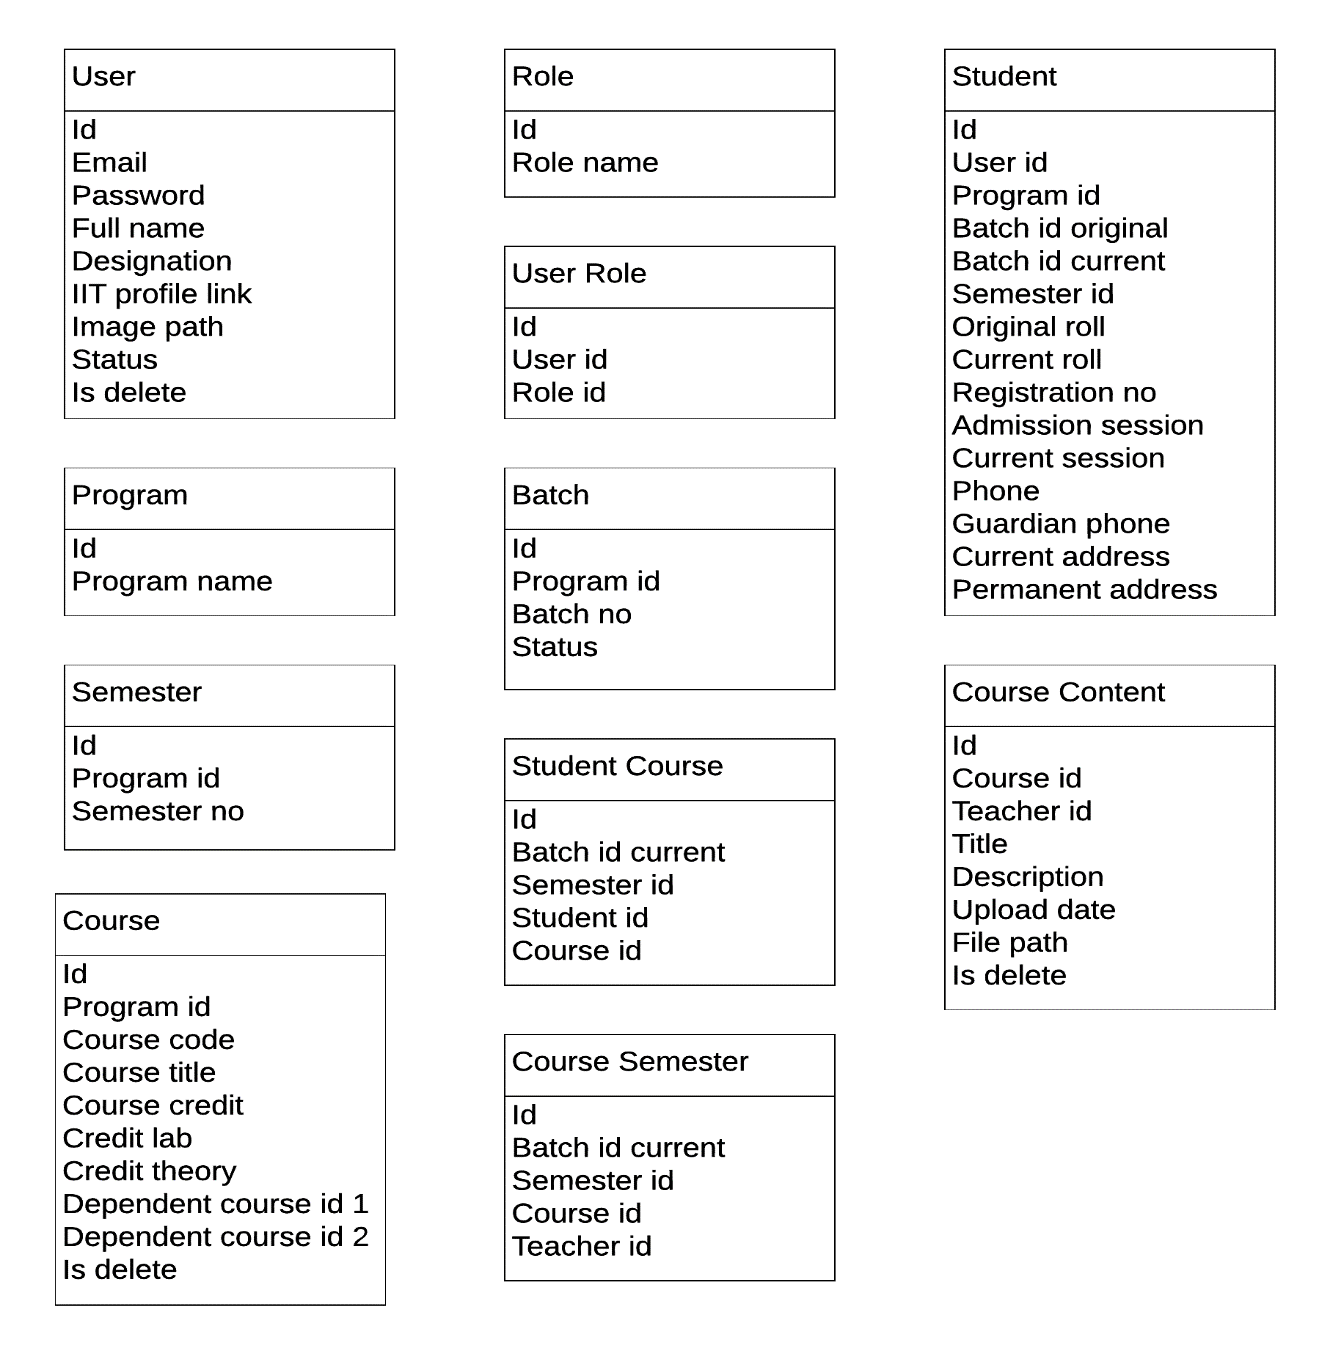 User
Id
Email
Password
Full name
Designation
IIT profile link
Image path
Status
Is delete
Role
Id
Role name
User Role
Id
User id
Role id
Student
Id
User id
Program id
Batch id original
Batch id current
Semester id
Original roll
Current roll
Registration no
Admission session
Current session
Phone
Guardian phone
Current address
Permanent address
Program
Id
Program name
Batch
Id
Program id
Batch no
Status
Semester
Id
Program id
Semester no
Student Course
Id
Batch id current
Semester id
Student id
Course id
Course Content
Id
Course id
Teacher id
Title
Description
Upload date
File path
Is delete
Course
Id
Program id
Course code
Course title
Course credit
Credit lab
Credit theory
Dependent course id 1
Dependent course id 2
Is delete
Course Semester
Id
Batch id current
Semester id
Course id
Teacher id